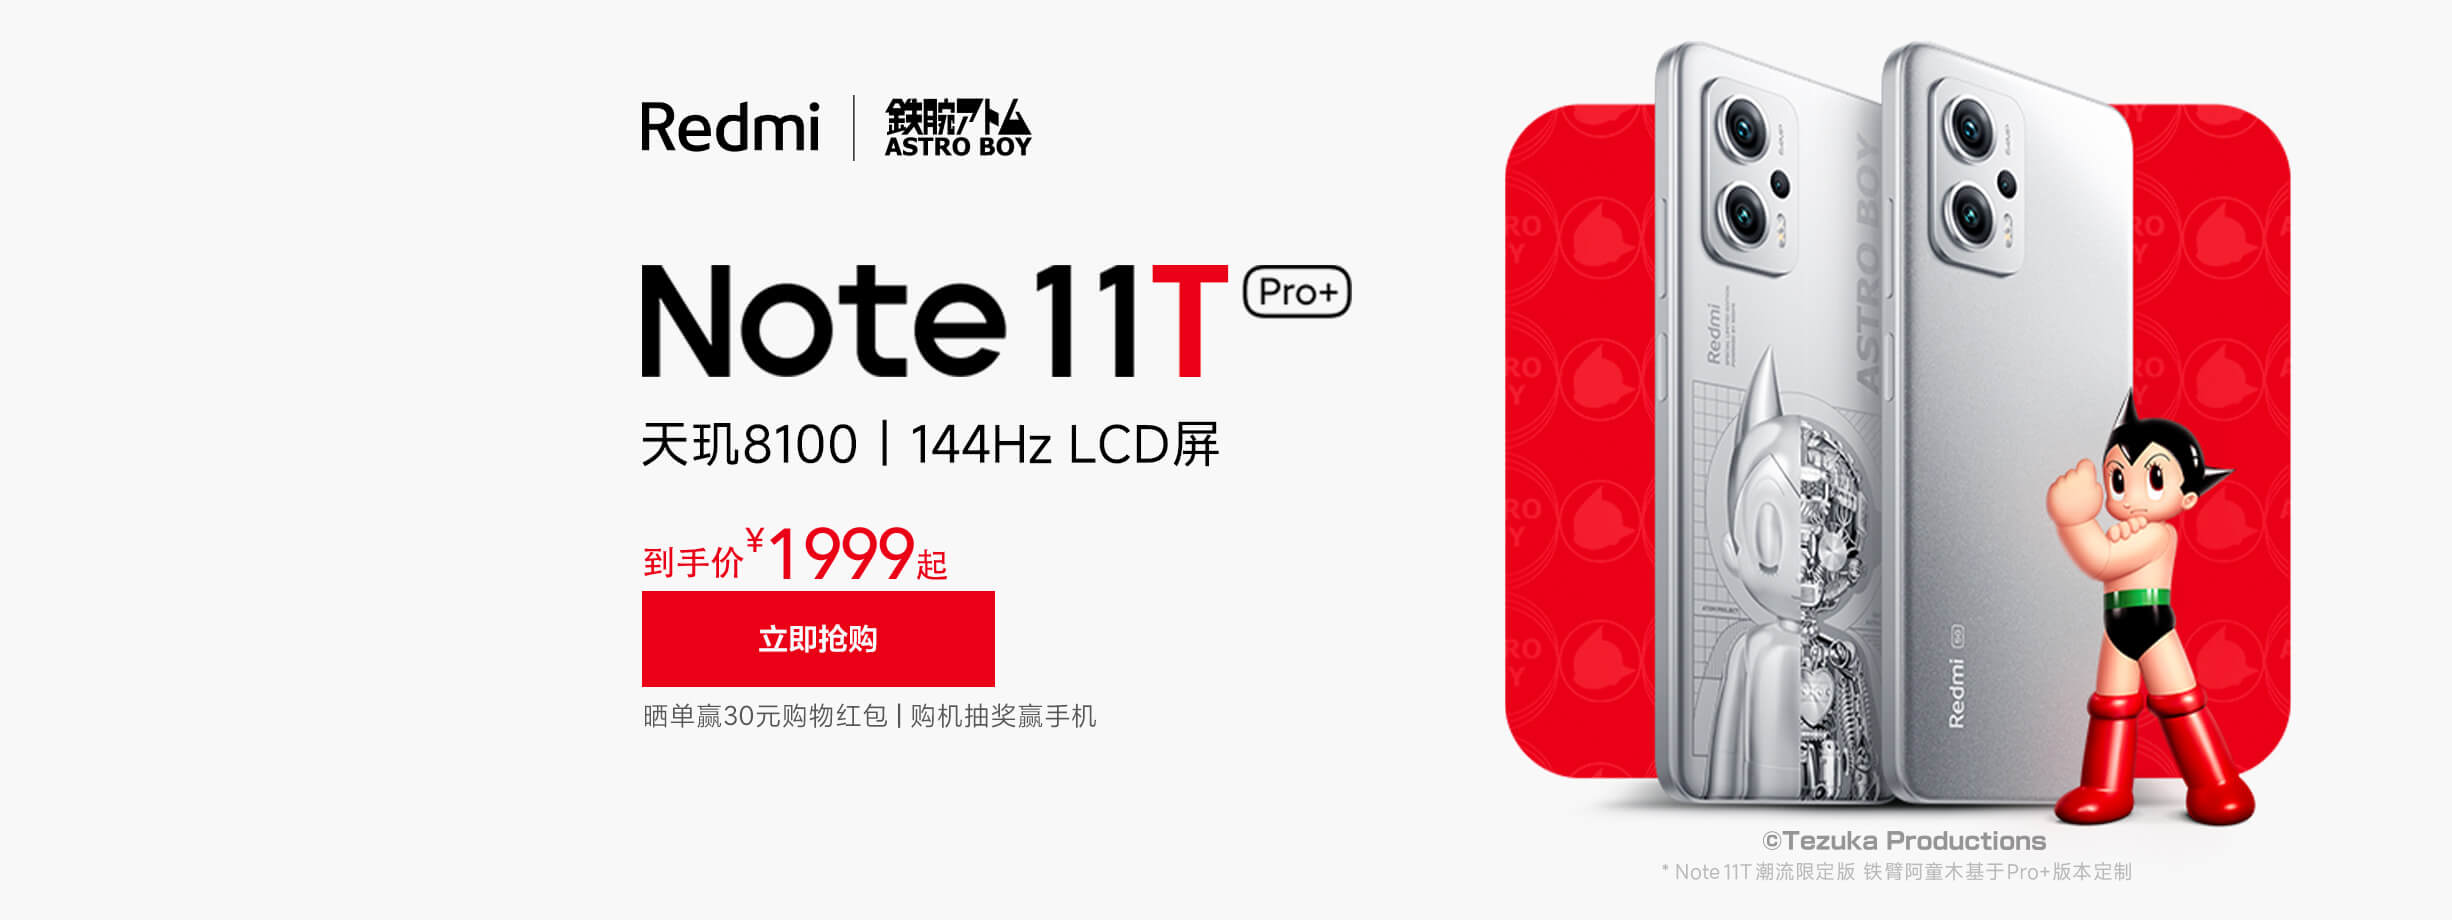 Redmi | 鉄腕アトム
ASTRO BOY
Note 11T Pro+
天玑8100 | 144Hz LCD屏
到手价¥1999起
立即抢购
晒单赢30元购物红包 | 购机抽奖赢手机
ASTRO BOY
Redmi
Redmi 5G
©Tezuka Productions
* Note 11T 潮流限定版 铁臂阿童木基于Pro+版本定制